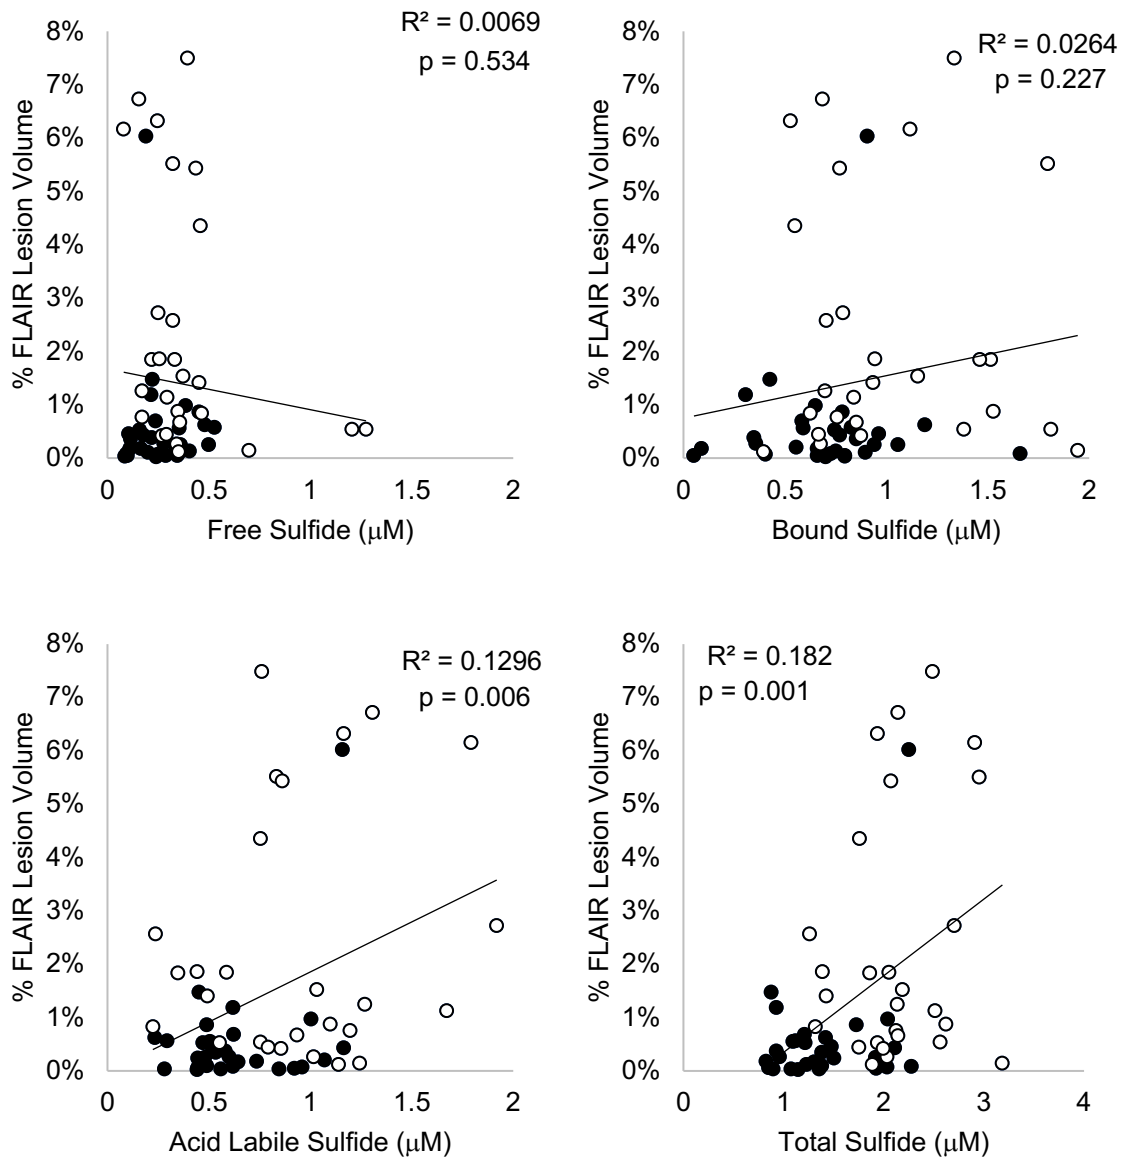 R² = 0.0069
p = 0.534
% FLAIR Lesion Volume
8%
7%
6%
5%
4%
3%
2%
1%
0%
0 0.5 1 1.5 2
Free Sulfide (μM)
R² = 0.0264
p = 0.227
% FLAIR Lesion Volume
8%
7%
6%
5%
4%
3%
2%
1%
0%
0 0.5 1 1.5 2
Bound Sulfide (μM)
R² = 0.1296
p = 0.006
% FLAIR Lesion Volume
8%
7%
6%
5%
4%
3%
2%
1%
0%
0 0.5 1 1.5 2
Acid Labile Sulfide (μM)
R² = 0.182
p = 0.001
% FLAIR Lesion Volume
8%
7%
6%
5%
4%
3%
2%
1%
0%
0 1 2 3 4
Total Sulfide (μM)